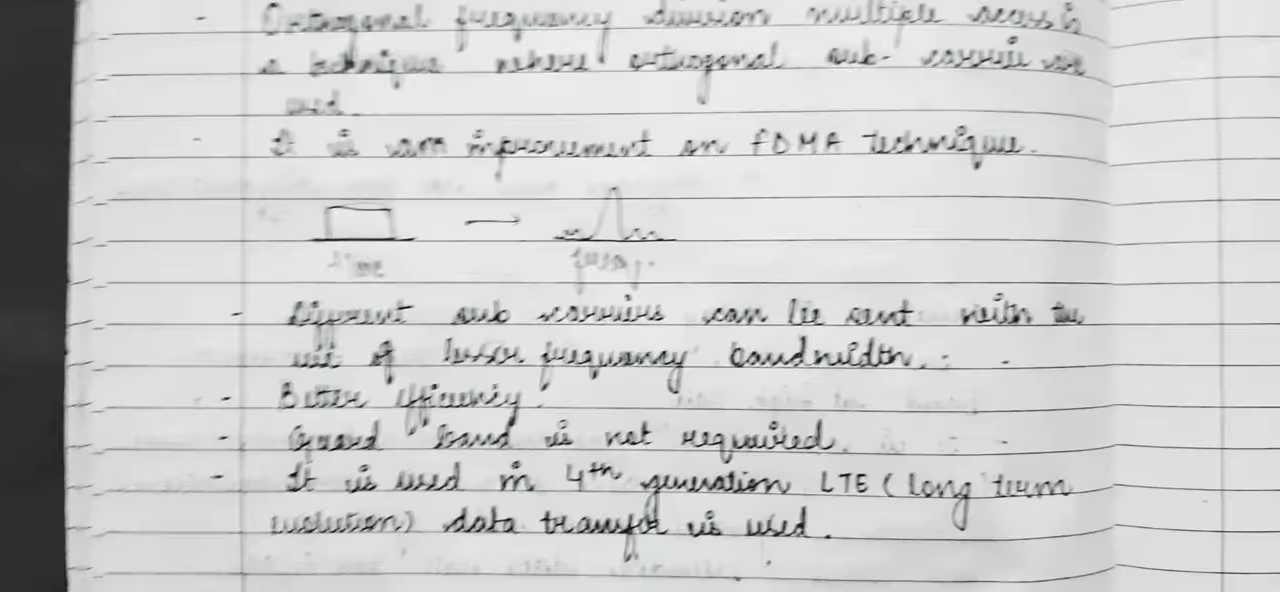 - Orthogonal frequency division multiple access is
a technique where orthogonal sub- carrier are
used.
- It is an improvement on FDMA technique.
time freq.
- Different sub carriers can be sent with the
use of lesser frequency bandwidth.
- Better efficiency.
- Guard band is not required.
- It is used in 4th generation LTE (long term
evolution) data transfer is used.